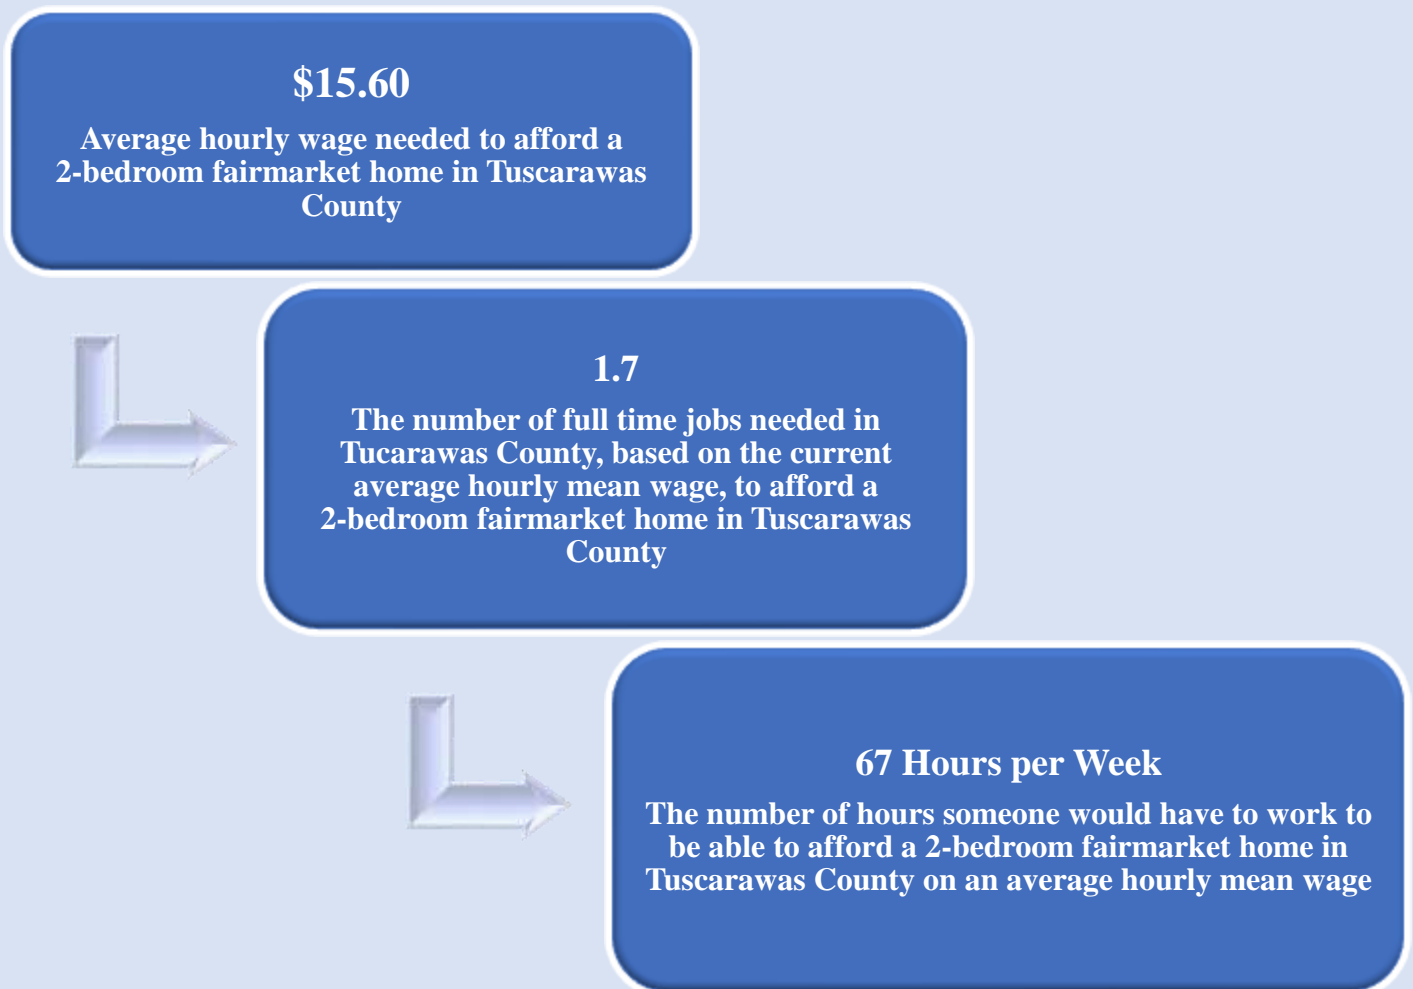 $15.60
Average hourly wage needed to afford a
2-bedroom fairmarket home in Tuscarawas
County
1.7
The number of full time jobs needed in
Tucarawas County, based on the current
average hourly mean wage, to afford a
2-bedroom fairmarket home in Tuscarawas
County
67 Hours per Week
The number of hours someone would have to work to
be able to afford a 2-bedroom fairmarket home in
Tuscarawas County on an average hourly mean wage